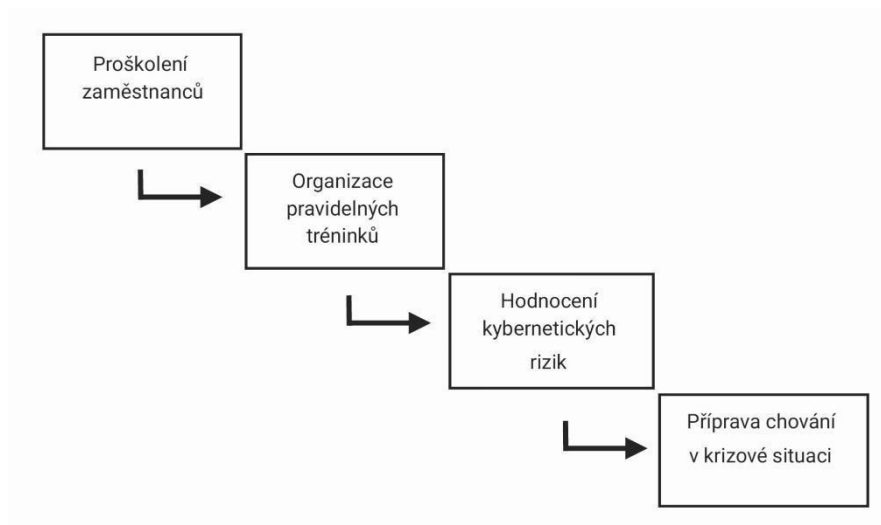 Proškolení
zaměstnanců
Organizace
pravidelných
tréninků
Hodnocení
kybernetických
rizik
Příprava chování
v krizové situaci